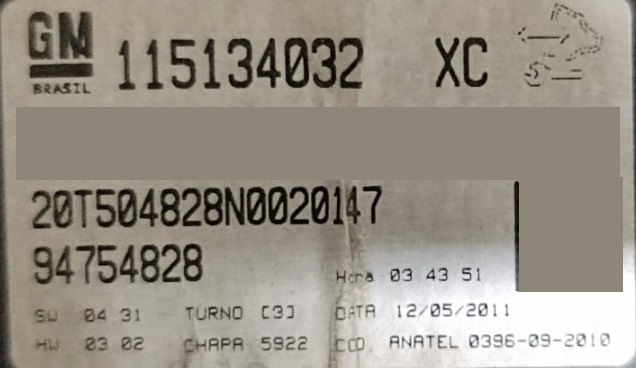 GM
BRASIL
115134032 XC
20T504828N0020147
94754828
Hora 03 43 51
SW 04 31 TURNO [3] DATA 12/05/2011
HW 03 02 CHAPA 5922 COD ANATEL 0396-09-2010